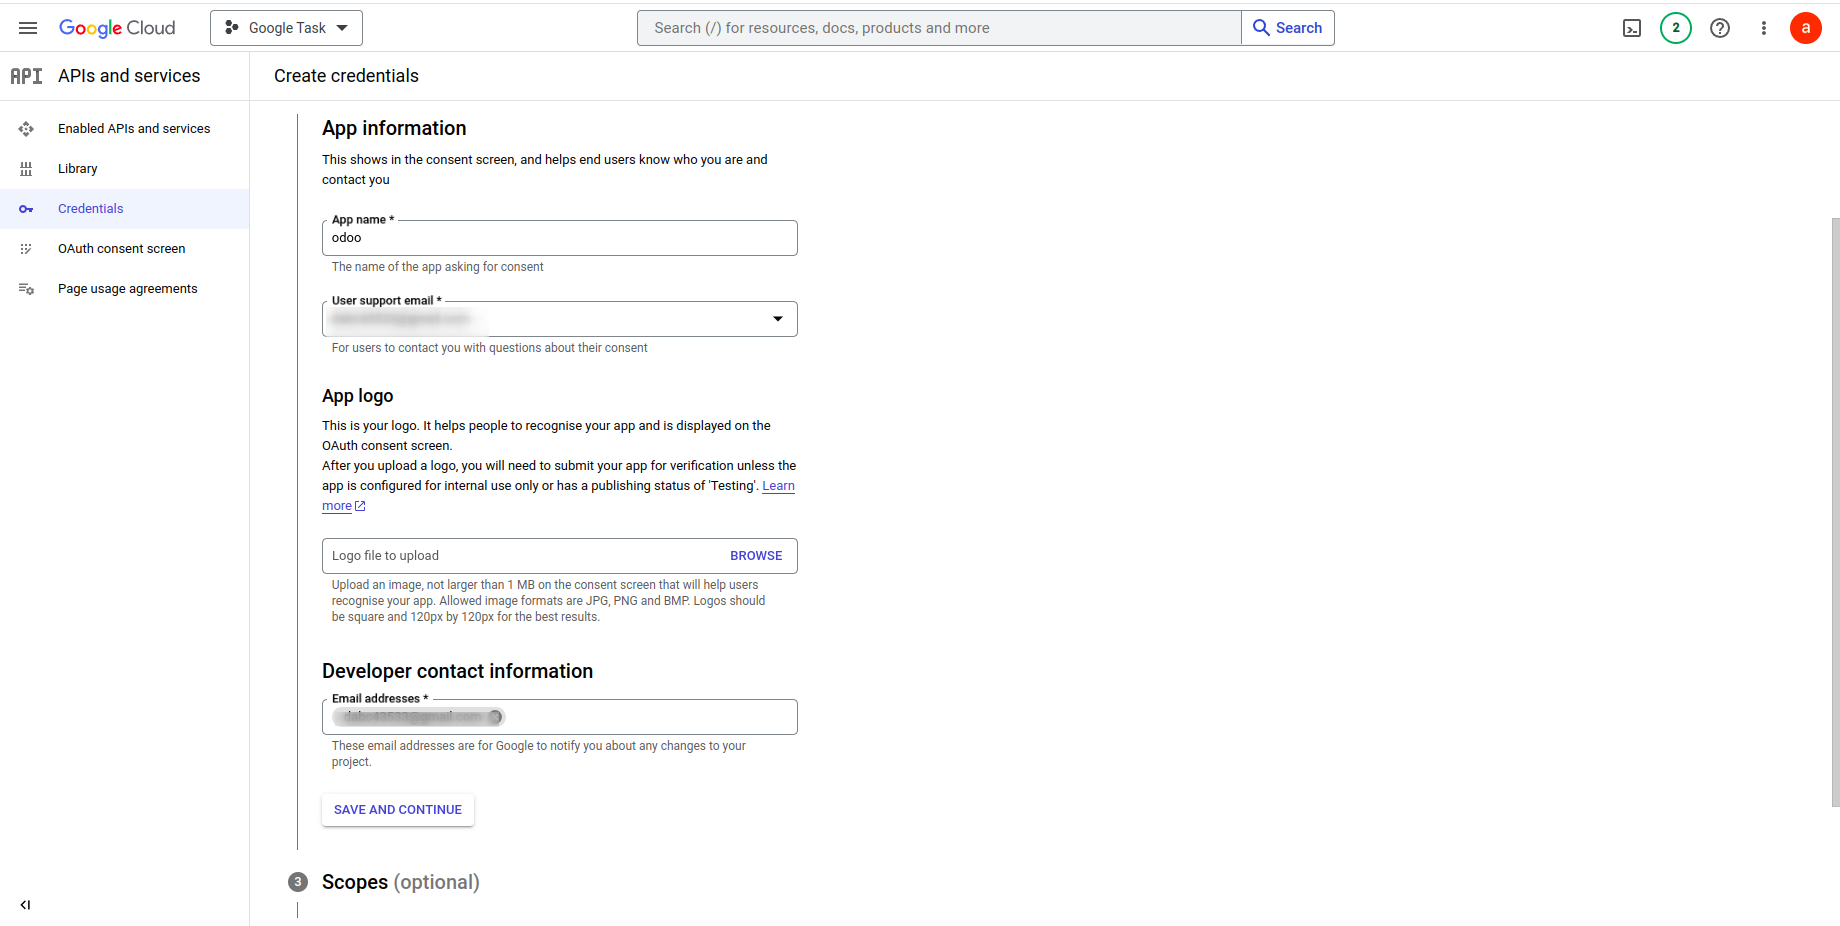 Google Cloud
Google Task
Search (/) for resources, docs, products and more
Search
2
a
API
APIs and services
Create credentials
Enabled APIs and services
Library
Credentials
OAuth consent screen
Page usage agreements
App information
This shows in the consent screen, and helps end users know who you are and
contact you
App name *
odoo
The name of the app asking for consent
User support email *
For users to contact you with questions about their consent
App logo
This is your logo. It helps people to recognise your app and is displayed on the
OAuth consent screen.
After you upload a logo, you will need to submit your app for verification unless the
app is configured for internal use only or has a publishing status of 'Testing'. Learn
more
Logo file to upload
BROWSE
Upload an image, not larger than 1 MB on the consent screen that will help users
recognise your app. Allowed image formats are JPG, PNG and BMP. Logos should
be square and 120px by 120px for the best results.
Developer contact information
Email addresses *
These email addresses are for Google to notify you about any changes to your
project.
SAVE AND CONTINUE
3
Scopes (optional)